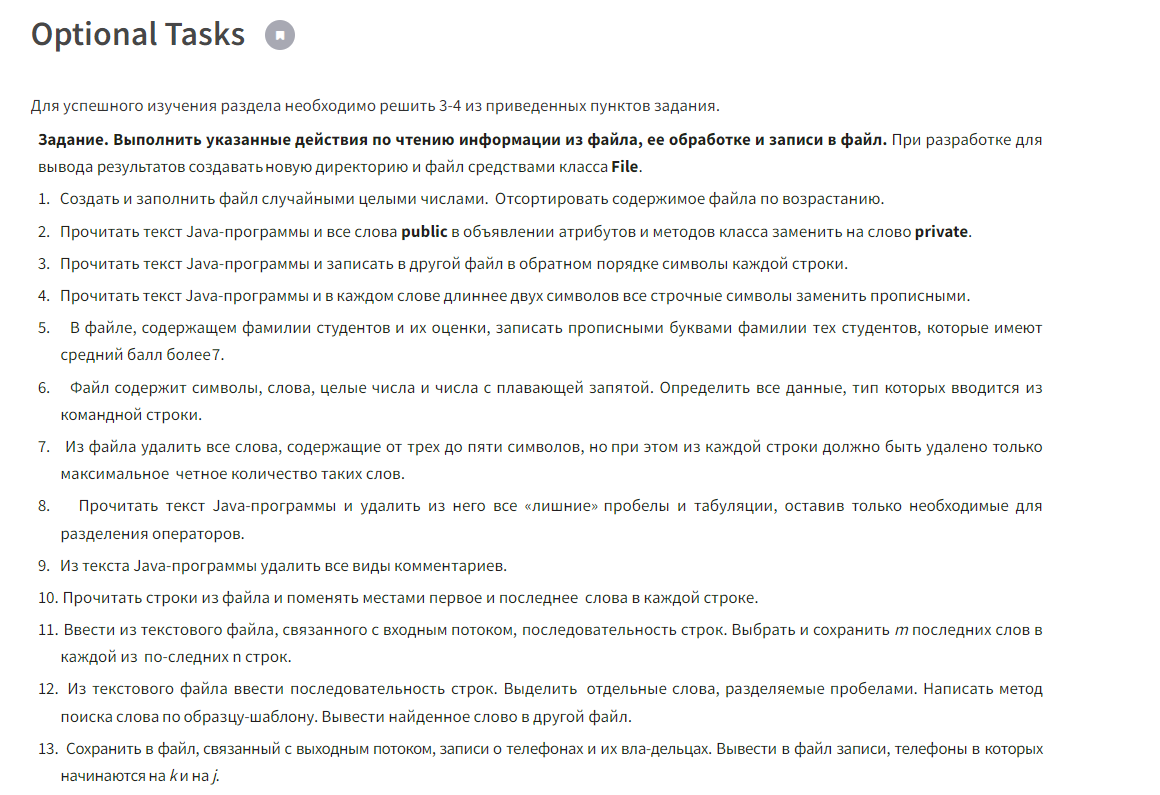 Optional Tasks
Для успешного изучения раздела необходимо решить 3-4 из приведенных пунктов задания.
Задание. Выполнить указанные действия по чтению информации из файла, ее обработке и записи в файл. При разработке для
вывода результатов создавать новую директорию и файл средствами класса File.
1. Создать и заполнить файл случайными целыми числами. Отсортировать содержимое файла по возрастанию.
2. Прочитать текст Java-программы и все слова public в объявлении атрибутов и методов класса заменить на слово private.
3. Прочитать текст Java-программы и записать в другой файл в обратном порядке символы каждой строки.
4. Прочитать текст Java-программы и в каждом слове длиннее двух символов все строчные символы заменить прописными.
5. В файле, содержащем фамилии студентов и их оценки, записать прописными буквами фамилии тех студентов, которые имеют
средний балл более 7.
6. Файл содержит символы, слова, целые числа и числа с плавающей запятой. Определить все данные, тип которых вводится из
командной строки.
7. Из файла удалить все слова, содержащие от трех до пяти символов, но при этом из каждой строки должно быть удалено только
максимальное четное количество таких слов.
8. Прочитать текст Java-программы и удалить из него все «лишние» пробелы и табуляции, оставив только необходимые для
разделения операторов.
9. Из текста Java-программы удалить все виды комментариев.
10. Прочитать строки из файла и поменять местами первое и последнее слова в каждой строке.
11. Ввести из текстового файла, связанного с входным потоком, последовательность строк. Выбрать и сохранить m последних слов в
каждой из по-следних n строк.
12. Из текстового файла ввести последовательность строк. Выделить отдельные слова, разделяемые пробелами. Написать метод
поиска слова по образцу-шаблону. Вывести найденное слово в другой файл.
13. Сохранить в файл, связанный с выходным потоком, записи о телефонах и их вла-дельцах. Вывести в файл записи, телефоны в которых
начинаются на k и на j.